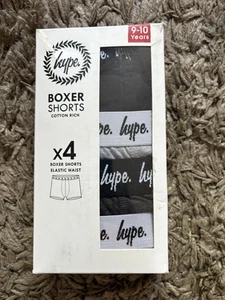 9-10
Years
hype.
BOXER
SHORTS
COTTON RICH
x4
BOXER SHORTS
ELASTIC WAIST
hype.
hype.
hype.